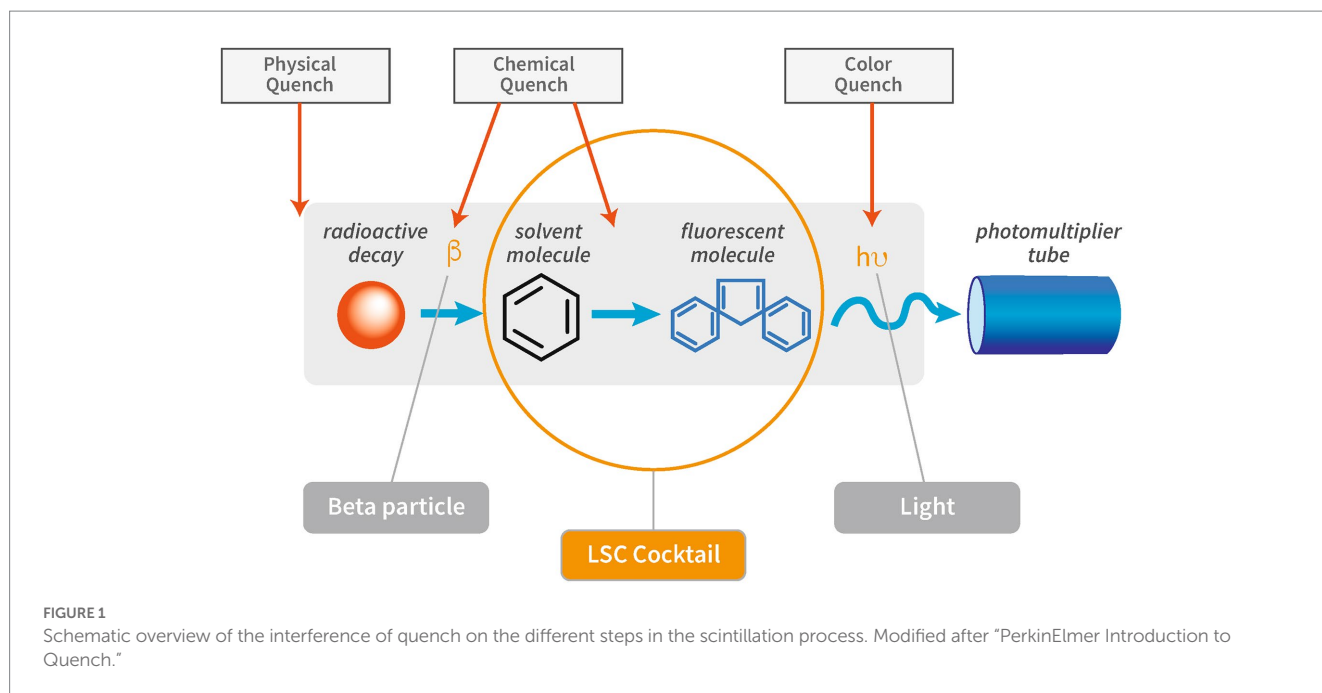 Physical
Quench
Chemical
Quench
Color
Quench
radioactive
decay
β
solvent
molecule
fluorescent
molecule
hυ
photomultiplier
tube
Beta particle
Light
LSC Cocktail
FIGURE 1
Schematic overview of the interference of quench on the different steps in the scintillation process. Modified after “PerkinElmer Introduction to
Quench.”